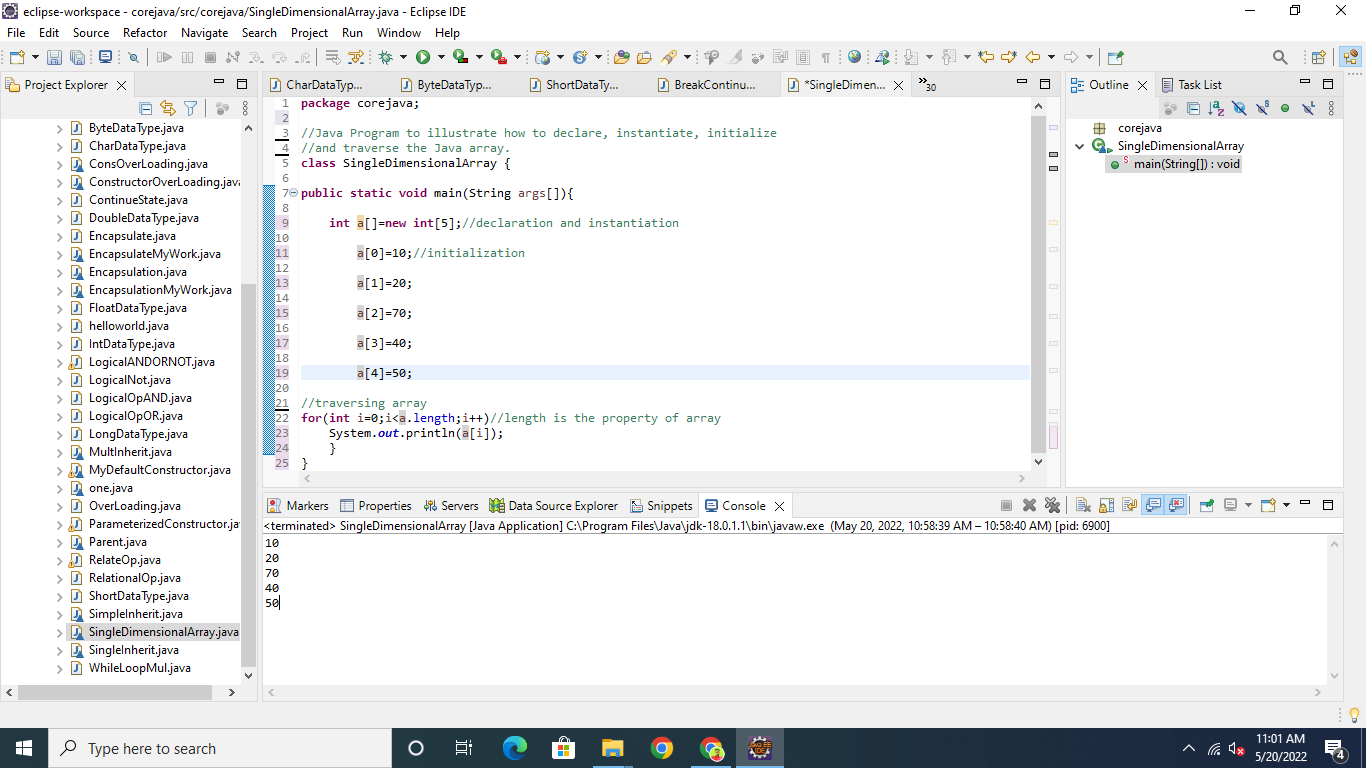 eclipse-workspace - corejava/src/corejava/SingleDimensionalArray.java - Eclipse IDE
File Edit Source Refactor Navigate Search Project Run Window Help
Project Explorer
ByteDataType.java
CharDataType.java
ConsOverLoading.java
ConstructorOverLoading.java
ContinueState.java
DoubleDataType.java
Encapsulate.java
EncapsulateMyWork.java
Encapsulation.java
EncapsulationMyWork.java
FloatDataType.java
helloworld.java
IntDataType.java
LogicalANDORNOT.java
LogicalNot.java
LogicalOpAND.java
LogicalOpOR.java
LongDataType.java
MultInherit.java
MyDefaultConstructor.java
one.java
OverLoading.java
ParameterizedConstructor.ja
Parent.java
RelateOp.java
RelationalOp.java
ShortDataType.java
SimpleInherit.java
SingleDimensionalArray.java
SingleInherit.java
WhileLoopMul.java
CharDataTyp... ByteDataTyp... ShortDataTy... BreakContinu... *SingleDimen... 30
1 package corejava;
2
3 //Java Program to illustrate how to declare, instantiate, initialize
4 //and traverse the Java array.
5 class SingleDimensionalArray {
6
7 public static void main(String args[]){
8
9 int a[]=new int[5];//declaration and instantiation
10
11 a[0]=10;//initialization
12
13 a[1]=20;
14
15 a[2]=70;
16
17 a[3]=40;
18
19 a[4]=50;
20
21 //traversing array
22 for(int i=0;i<a.length;i++)//length is the property of array
23 System.out.println(a[i]);
24 }
25 }
Outline Task List
corejava
SingleDimensionalArray
S main(String[]) : void
Markers Properties Servers Data Source Explorer Snippets Console
<terminated> SingleDimensionalArray [Java Application] C:\Program Files\Java\jdk-18.0.1.1\bin\javaw.exe (May 20, 2022, 10:58:39 AM – 10:58:40 AM) [pid: 6900]
10
20
70
40
50
Type here to search
11:01 AM
5/20/2022
4